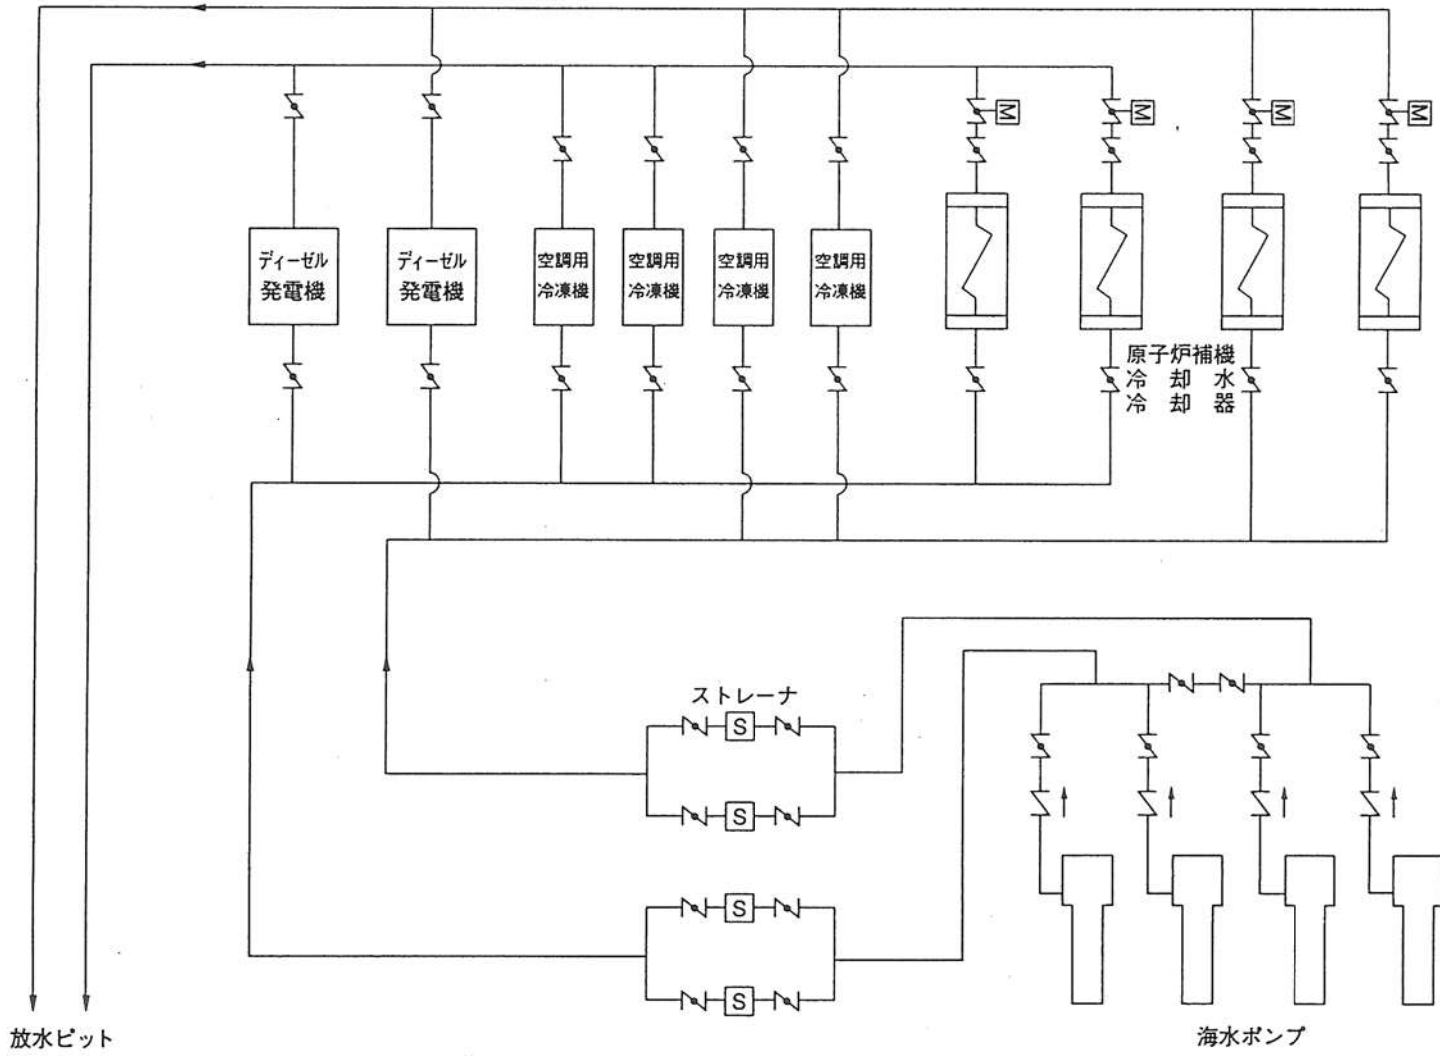 M
M
M
M
ディーゼル
発電機
ディーゼル
発電機
空調用
冷凍機
空調用
冷凍機
空調用
冷凍機
空調用
冷凍機
原子炉補機
冷却水
冷却器
ストレーナ
S
S
S
S
放水ピット
海水ポンプ